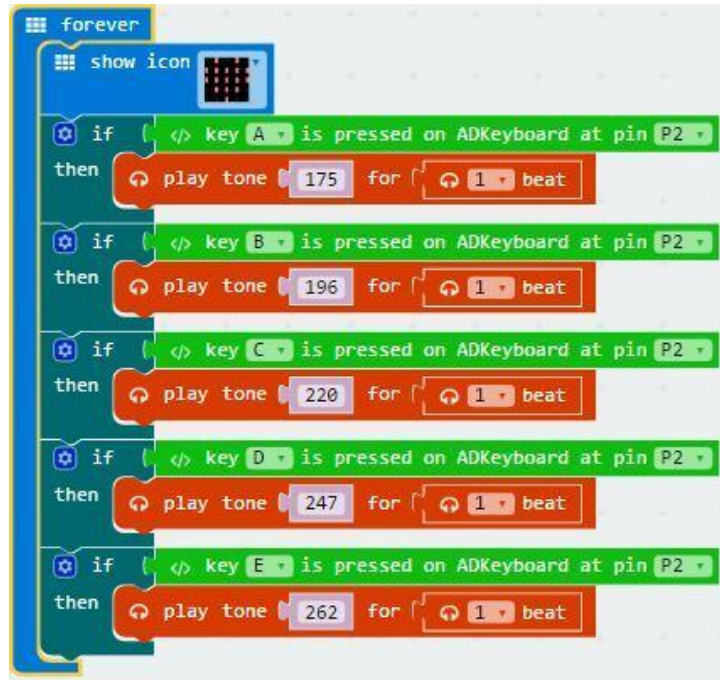 forever
show icon
if key A is pressed on ADKeyboard at pin P2
then play tone 175 for 1 beat
if key B is pressed on ADKeyboard at pin P2
then play tone 196 for 1 beat
if key C is pressed on ADKeyboard at pin P2
then play tone 220 for 1 beat
if key D is pressed on ADKeyboard at pin P2
then play tone 247 for 1 beat
if key E is pressed on ADKeyboard at pin P2
then play tone 262 for 1 beat